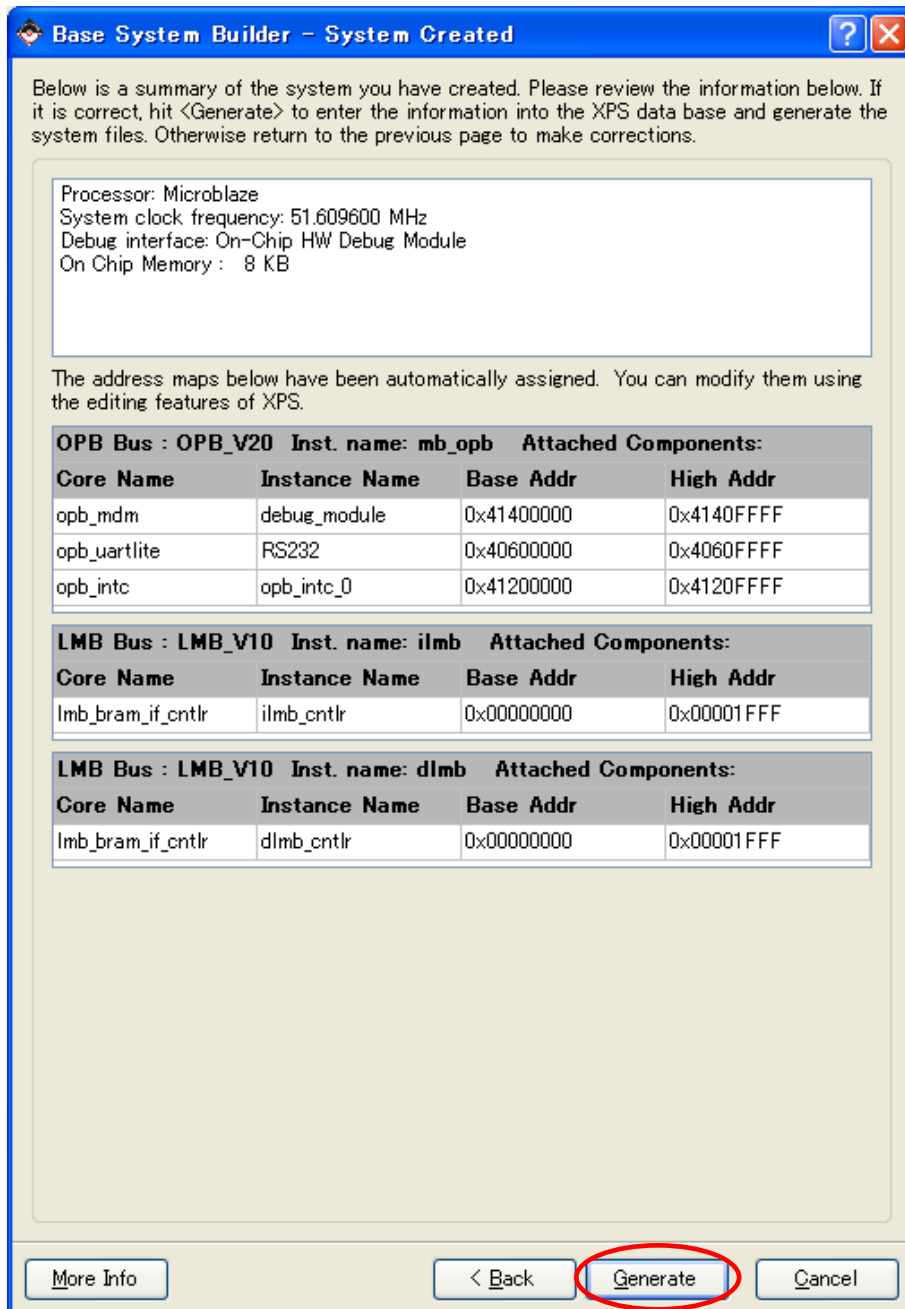 Base System Builder - System Created
Below is a summary of the system you have created. Please review the information below. If
it is correct, hit <Generate> to enter the information into the XPS data base and generate the
system files. Otherwise return to the previous page to make corrections.
Processor: Microblaze
System clock frequency: 51.609600 MHz
Debug interface: On-Chip HW Debug Module
On Chip Memory : 8 KB
The address maps below have been automatically assigned. You can modify them using
the editing features of XPS.
OPB Bus : OPB_V20 Inst. name: mb_opb Attached Components:
Core Name Instance Name Base Addr High Addr
opb_mdm debug_module 0x41400000 0x4140FFFF
opb_uartlite RS232 0x40600000 0x4060FFFF
opb_intc opb_intc_0 0x41200000 0x4120FFFF
LMB Bus : LMB_V10 Inst. name: ilmb Attached Components:
Core Name Instance Name Base Addr High Addr
lmb_bram_if_cntlr ilmb_cntlr 0x00000000 0x00001FFF
LMB Bus : LMB_V10 Inst. name: dlmb Attached Components:
Core Name Instance Name Base Addr High Addr
lmb_bram_if_cntlr dlmb_cntlr 0x00000000 0x00001FFF
More Info < Back Generate Cancel